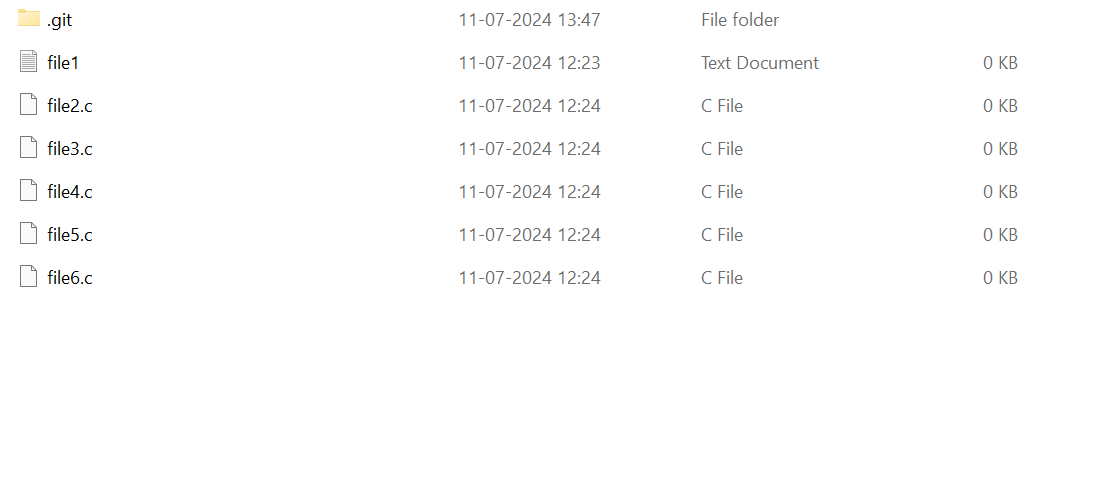 .git 11-07-2024 13:47 File folder
file1 11-07-2024 12:23 Text Document 0 KB
file2.c 11-07-2024 12:24 C File 0 KB
file3.c 11-07-2024 12:24 C File 0 KB
file4.c 11-07-2024 12:24 C File 0 KB
file5.c 11-07-2024 12:24 C File 0 KB
file6.c 11-07-2024 12:24 C File 0 KB